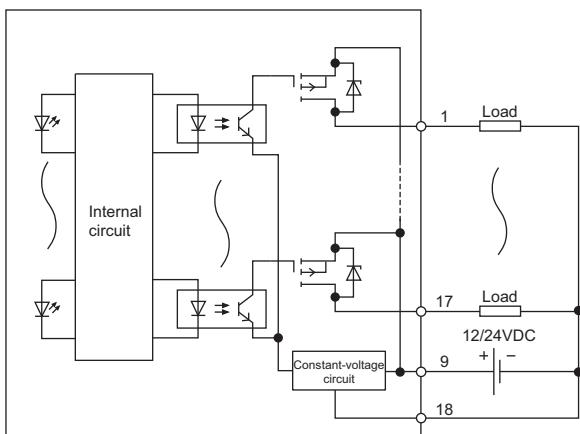 1
Load
Internal
circuit
17
Load
12/24VDC
+ −
Constant-voltage
circuit
9
18